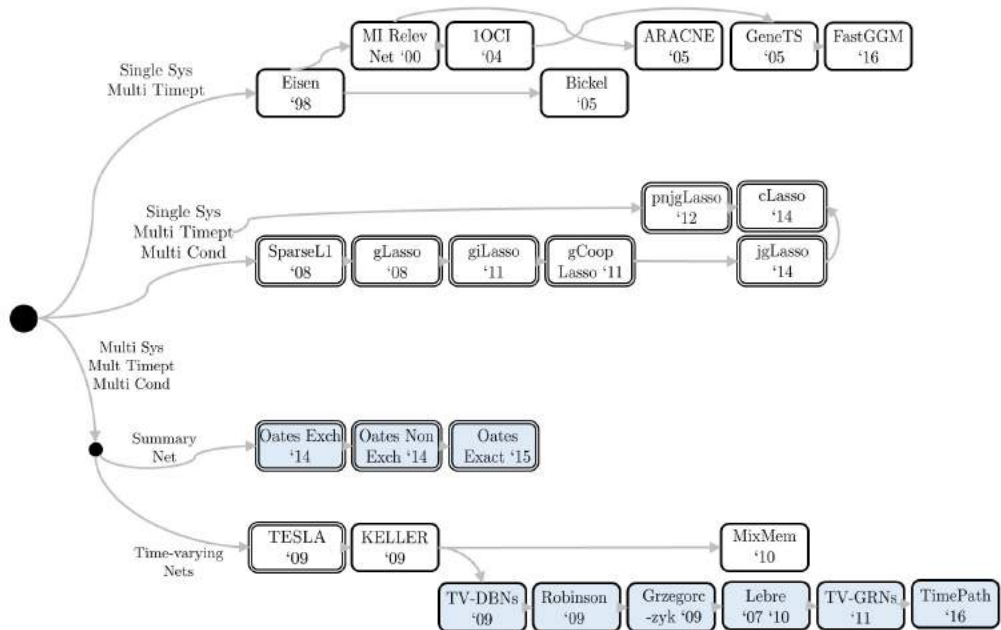 MI Relev
Net ‘00
1OCI
‘04
ARACNE
‘05
GeneTS
‘05
FastGGM
‘16
Single Sys
Multi Timept
Eisen
‘98
Bickel
‘05
Single Sys
Multi Timept
Multi Cond
pnjgLasso
‘12
cLasso
‘14
SparseL1
‘08
gLasso
‘08
giLasso
‘11
gCoop
Lasso ‘11
jgLasso
‘14
Multi Sys
Mult Timept
Multi Cond
Summary
Net
Oates Exch
‘14
Oates Non
Exch ‘14
Oates
Exact ‘15
Time-varying
Nets
TESLA
‘09
KELLER
‘09
MixMem
‘10
TV-DBNs
‘09
Robinson
‘09
Grzegorc
-zyk ‘09
Lebre
‘07 ‘10
TV-GRNs
‘11
TimePath
‘16